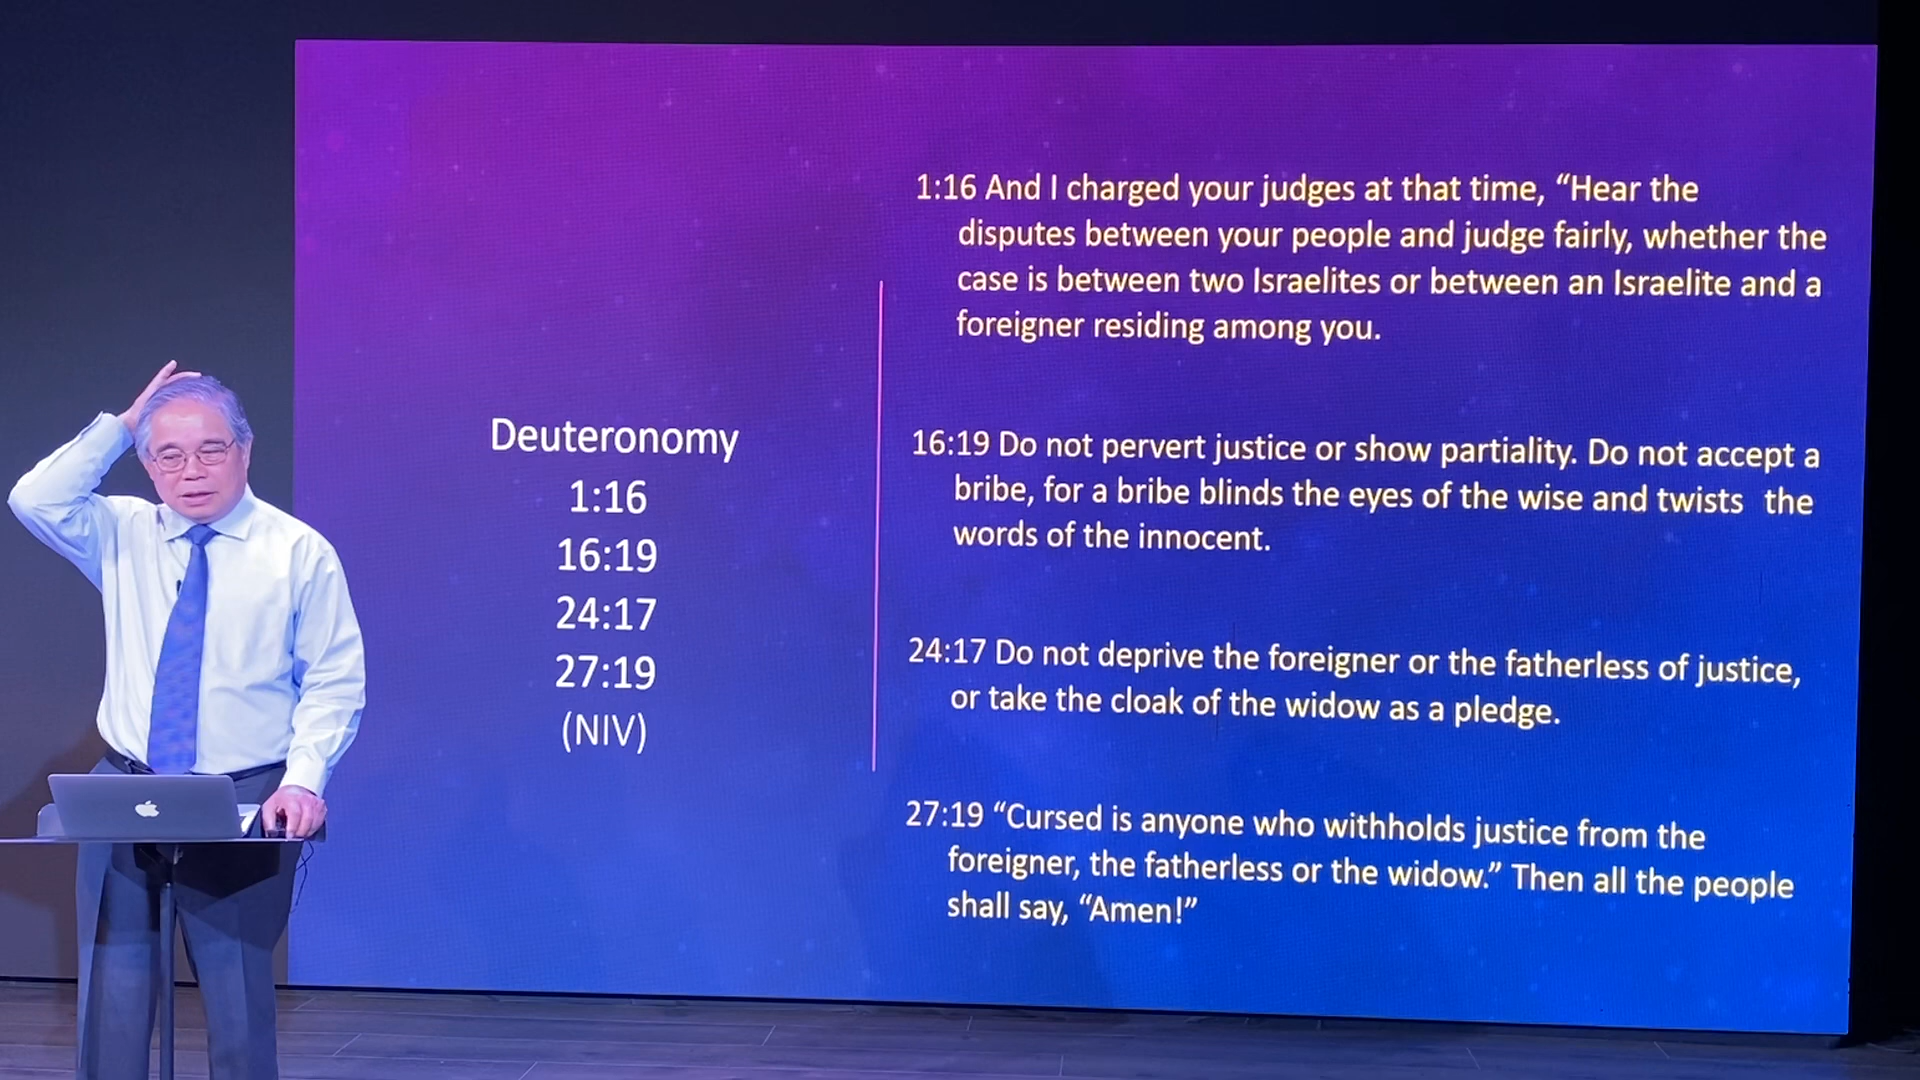 Deuteronomy
1:16
16:19
24:17
27:19
(NIV)
1:16 And I charged your judges at that time, “Hear the
disputes between your people and judge fairly, whether the
case is between two Israelites or between an Israelite and a
foreigner residing among you.
16:19 Do not pervert justice or show partiality. Do not accept a
bribe, for a bribe blinds the eyes of the wise and twists the
words of the innocent.
24:17 Do not deprive the foreigner or the fatherless of justice,
or take the cloak of the widow as a pledge.
27:19 “Cursed is anyone who withholds justice from the
foreigner, the fatherless or the widow.” Then all the people
shall say, “Amen!”